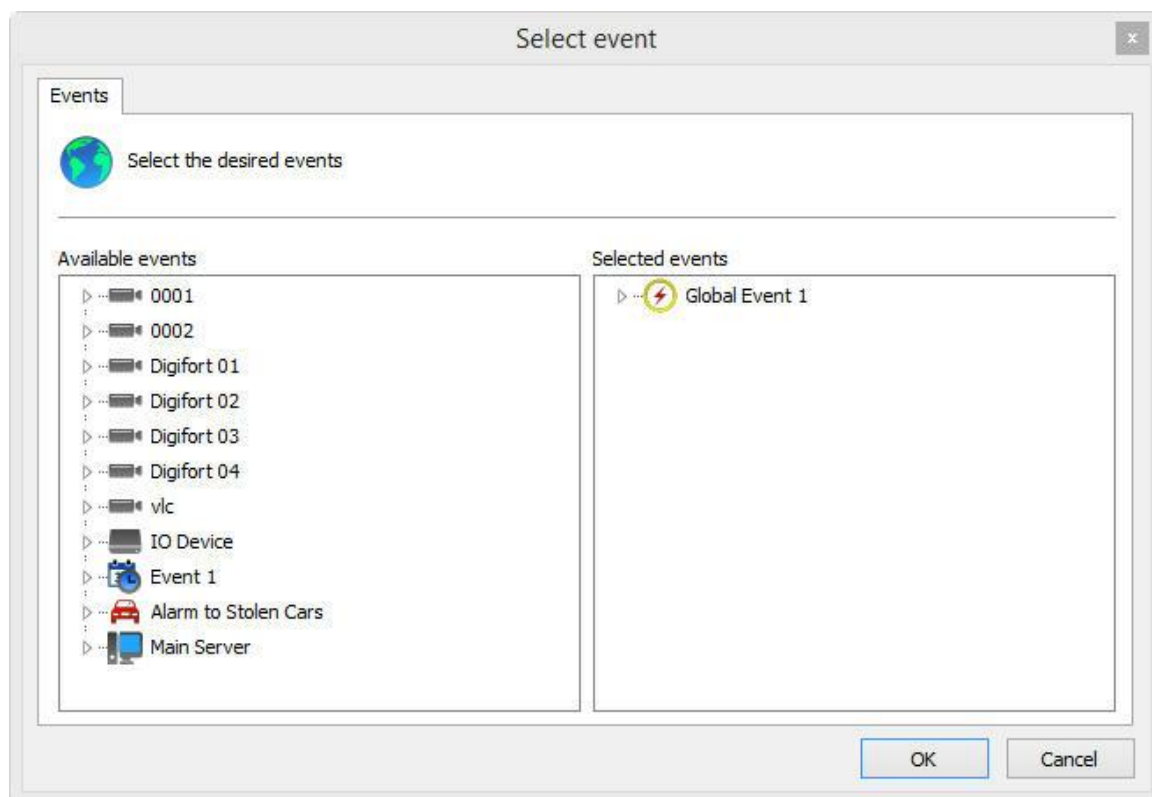 Select event
x
Events
Select the desired events
Available events
Selected events
0001
0002
Digifort 01
Digifort 02
Digifort 03
Digifort 04
vlc
IO Device
Event 1
Alarm to Stolen Cars
Main Server
Global Event 1
OK
Cancel